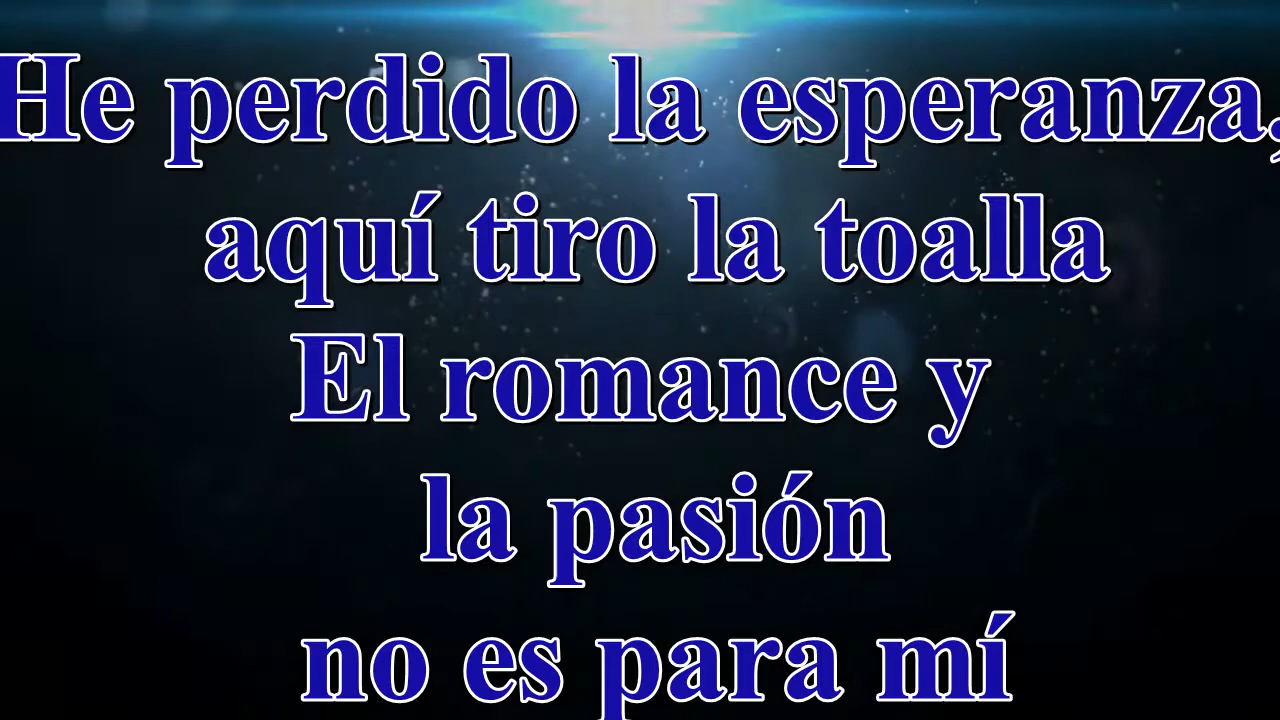 He perdido la esperanza,
aquí tiro la toalla
El romance y
la pasión
no es para mí